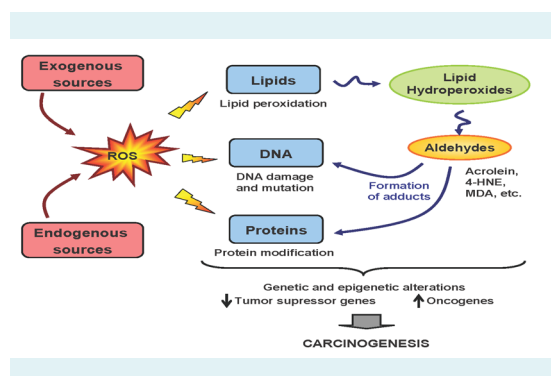 Exogenous
sources
ROS
Endogenous
sources
Lipids
Lipid peroxidation
DNA
DNA damage
and mutation
Proteins
Protein modification
Lipid
Hydroperoxides
Aldehydes
Acrolein,
4-HNE,
MDA, etc.
Formation
of adducts
Genetic and epigenetic alterations
Tumor supressor genes
Oncogenes
CARCINOGENESIS